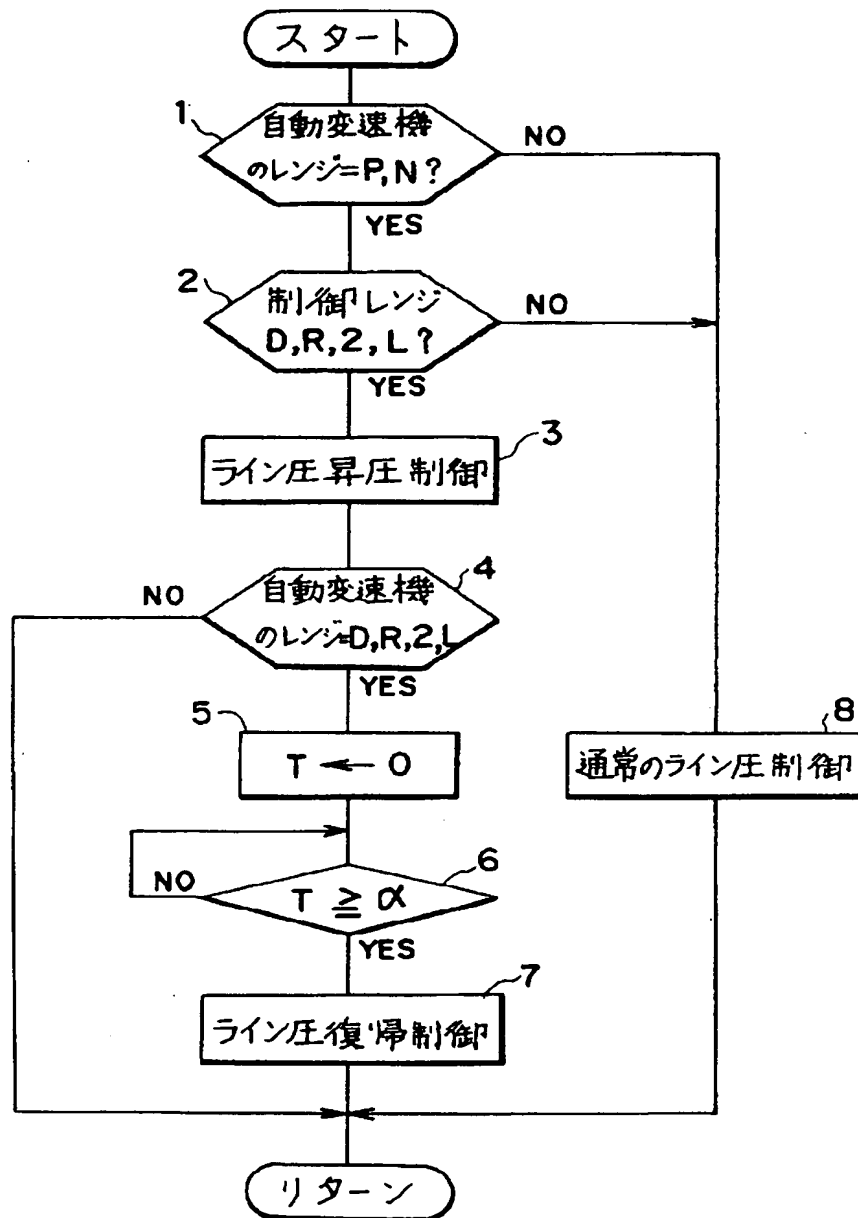 スタート
1
自動変速機
のレンジ=P,N?
NO
YES
2
制御レンジ
D,R,2,L?
NO
YES
3
ライン圧昇圧制御
4
自動変速機
のレンジ=D,R,2,L
NO
YES
5
T ← 0
8
通常のライン圧制御
6
T ≧ α
NO
YES
7
ライン圧復帰制御
リターン